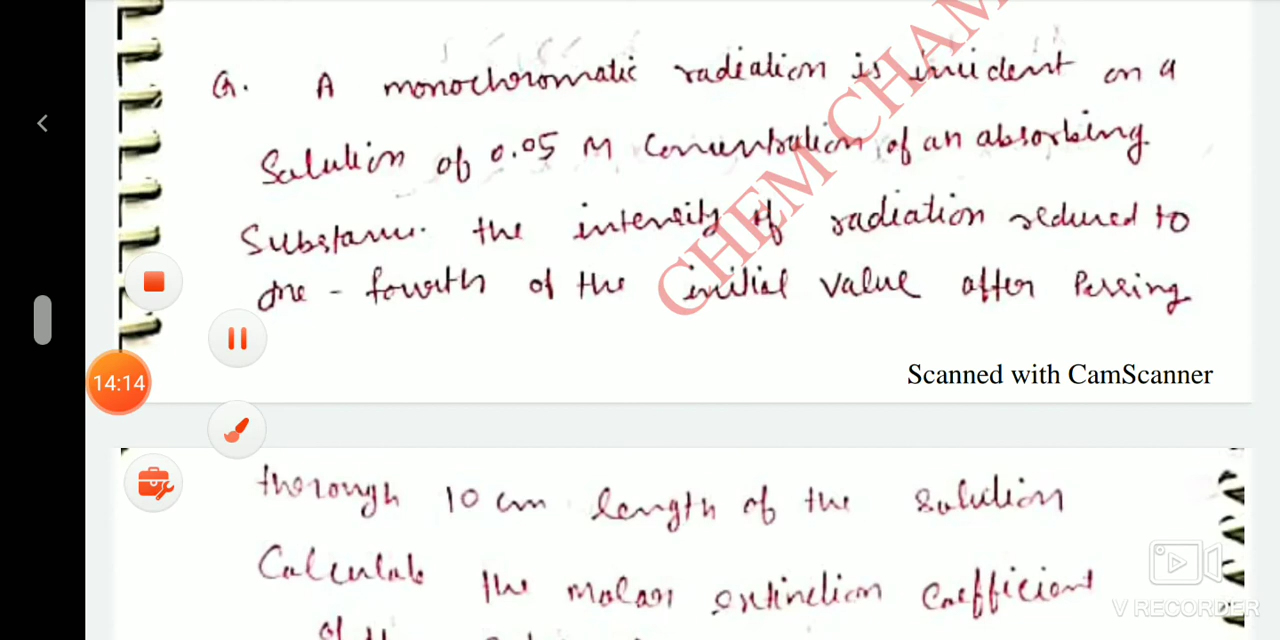 Q. A monochromatic radiation is incident on a
Solution of 0.05 M Concentration of an absorbing
Substance. the intensity of radiation reduced to
one - fourth of the initial value after Passing
Scanned with CamScanner
14:14
thorough 10 cm length of the solution
Calculate the molar extinction coefficient
of
CHEM CHAM
V RECORDER